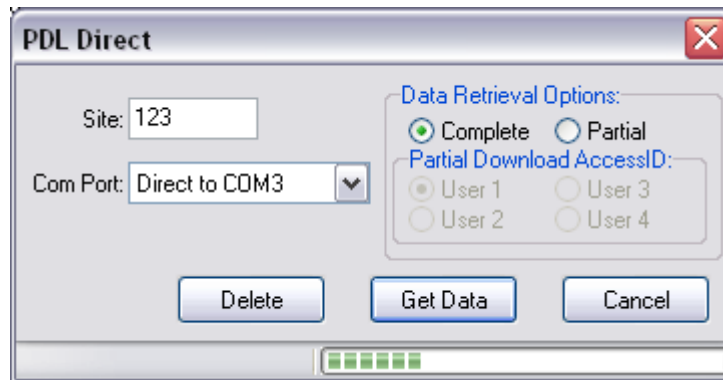 PDL Direct
Site: 123
Com Port: Direct to COM3
Data Retrieval Options:
Complete Partial
Partial Download AccessID:
User 1 User 3
User 2 User 4
Delete Get Data Cancel